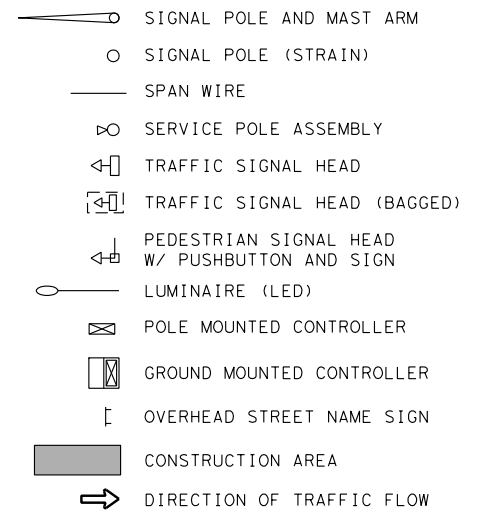 SIGNAL POLE AND MAST ARM
SIGNAL POLE (STRAIN)
SPAN WIRE
SERVICE POLE ASSEMBLY
TRAFFIC SIGNAL HEAD
TRAFFIC SIGNAL HEAD (BAGGED)
PEDESTRIAN SIGNAL HEAD
W/ PUSHBUTTON AND SIGN
LUMINAIRE (LED)
POLE MOUNTED CONTROLLER
GROUND MOUNTED CONTROLLER
OVERHEAD STREET NAME SIGN
CONSTRUCTION AREA
DIRECTION OF TRAFFIC FLOW